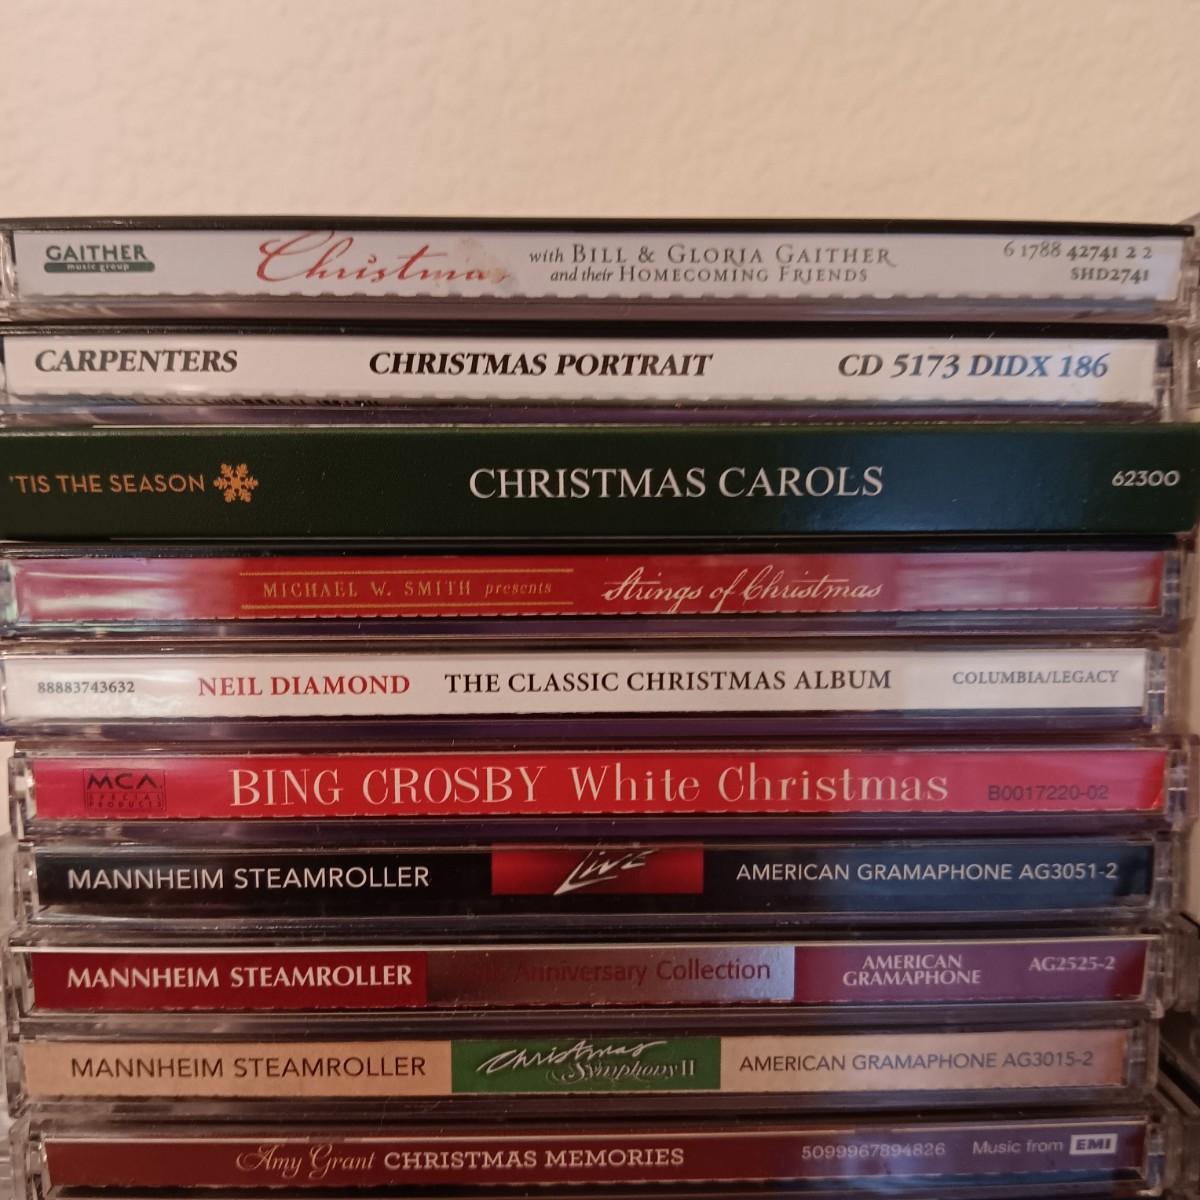 GAITHER
music group
Christmas
with BILL & GLORIA GAITHER
and their HOMECOMING FRIENDS
6 1788 42741 2 2
SHD2741
CARPENTERS CHRISTMAS PORTRAIT CD 5173 DIDX 186
'TIS THE SEASON CHRISTMAS CAROLS 62300
MICHAEL W. SMITH presents Strings of Christmas
88883743632 NEIL DIAMOND THE CLASSIC CHRISTMAS ALBUM COLUMBIA/LEGACY
MCA
SPECIAL
PRODUCTS
BING CROSBY White Christmas B0017220-02
MANNHEIM STEAMROLLER Live AMERICAN GRAMAPHONE AG3051-2
MANNHEIM STEAMROLLER Anniversary Collection
AMERICAN
GRAMAPHONE
AG2525-2
MANNHEIM STEAMROLLER
Christmas
Symphony II
AMERICAN GRAMAPHONE AG3015-2
Amy Grant CHRISTMAS MEMORIES 5099967894826 Music from EMI